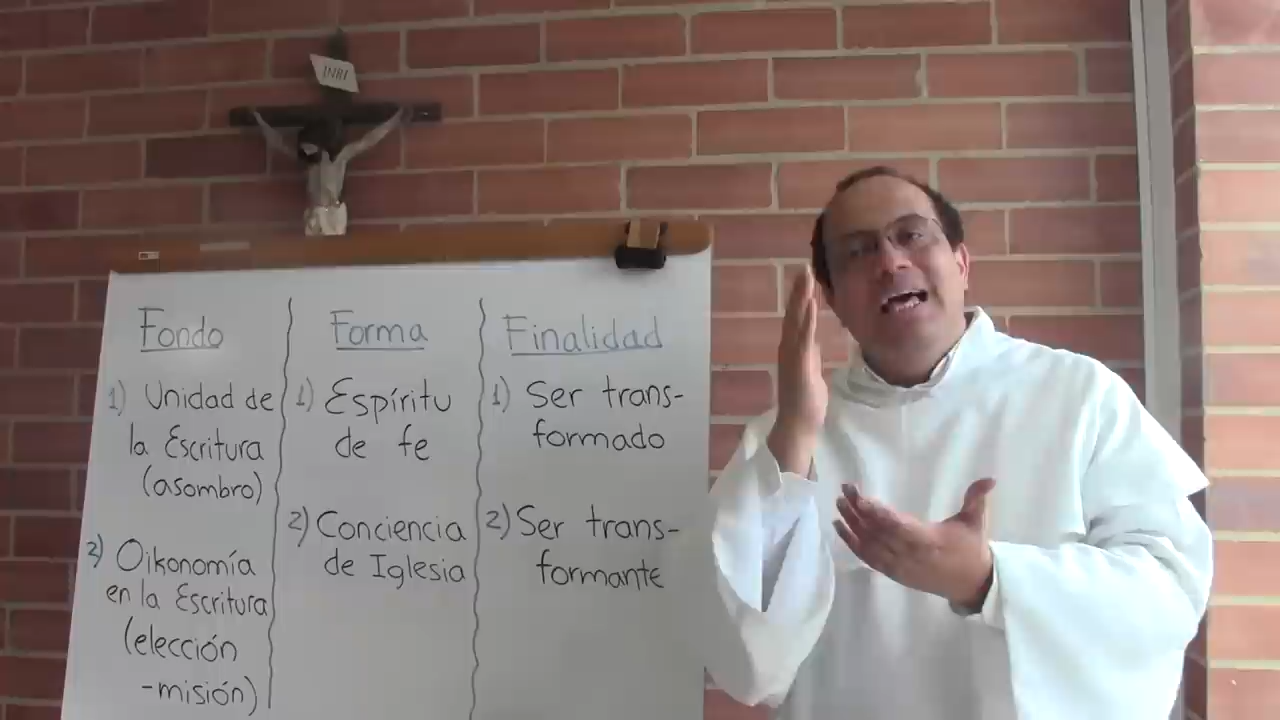 INRI
Fondo
1) Unidad de
la Escritura
(asombro)
2) Oikonomía
en la Escritura
(elección
-misión)
Forma
1) Espíritu
de fe
2) Conciencia
de Iglesia
Finalidad
1) Ser trans-
formado
2) Ser trans-
formante